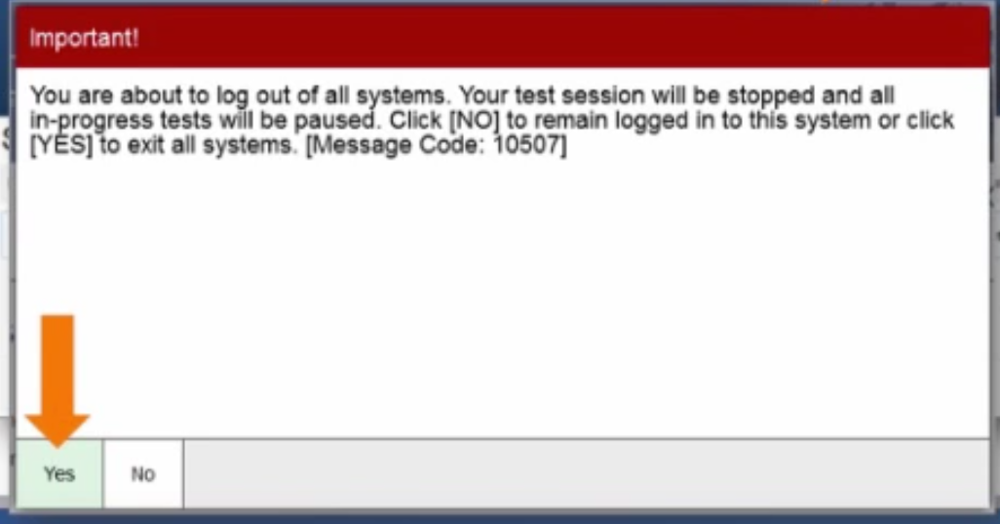 Important!
You are about to log out of all systems. Your test session will be stopped and all
in-progress tests will be paused. Click [NO] to remain logged in to this system or click
[YES] to exit all systems. [Message Code: 10507]
Yes
No